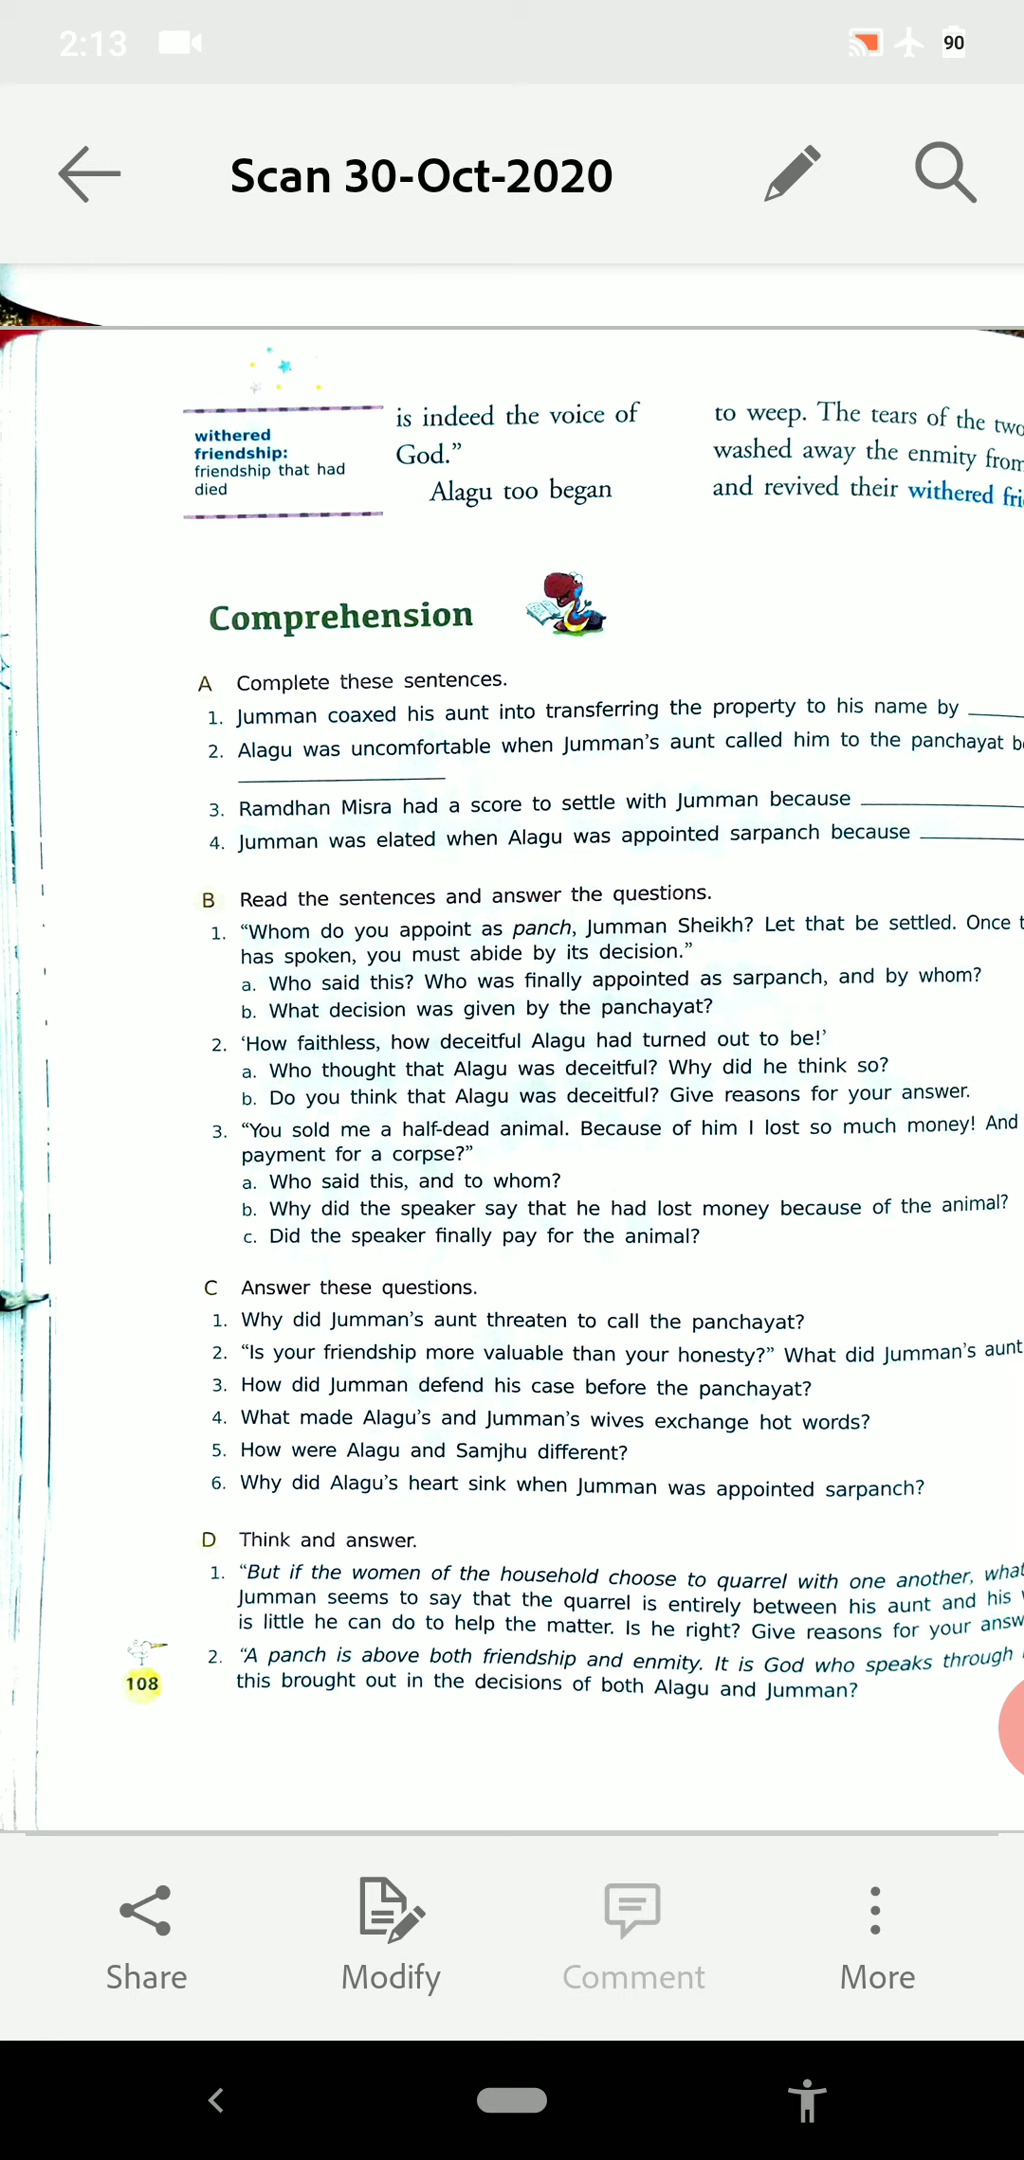 2:13
90
Scan 30-Oct-2020
withered
friendship:
friendship that had
died
is indeed the voice of
God.”
Alagu too began
to weep. The tears of the two
washed away the enmity from
and revived their withered
Comprehension
A Complete these sentences.
1. Jumman coaxed his aunt into transferring the property to his name by
2. Alagu was uncomfortable when Jumman’s aunt called him to the panchayat
3. Ramdhan Misra had a score to settle with Jumman because
4. Jumman was elated when Alagu was appointed sarpanch because
B Read the sentences and answer the questions.
1. “Whom do you appoint as panch, Jumman Sheikh? Let that be settled. Once
has spoken, you must abide by its decision.”
a. Who said this? Who was finally appointed as sarpanch, and by whom?
b. What decision was given by the panchayat?
2. ‘How faithless, how deceitful Alagu had turned out to be!’
a. Who thought that Alagu was deceitful? Why did he think so?
b. Do you think that Alagu was deceitful? Give reasons for your answer.
3. “You sold me a half-dead animal. Because of him I lost so much money! And
payment for a corpse?”
a. Who said this, and to whom?
b. Why did the speaker say that he had lost money because of the animal?
c. Did the speaker finally pay for the animal?
C Answer these questions.
1. Why did Jumman’s aunt threaten to call the panchayat?
2. “Is your friendship more valuable than your honesty?” What did Jumman’s aunt
3. How did Jumman defend his case before the panchayat?
4. What made Alagu’s and Jumman’s wives exchange hot words?
5. How were Alagu and Samjhu different?
6. Why did Alagu’s heart sink when Jumman was appointed sarpanch?
D Think and answer.
1. “But if the women of the household choose to quarrel with one another, what
Jumman seems to say that the quarrel is entirely between his aunt and his
is little he can do to help the matter. Is he right? Give reasons for your
2. “A panch is above both friendship and enmity. It is God who speaks through
this brought out in the decisions of both Alagu and Jumman?
108
Share
Modify
Comment
More